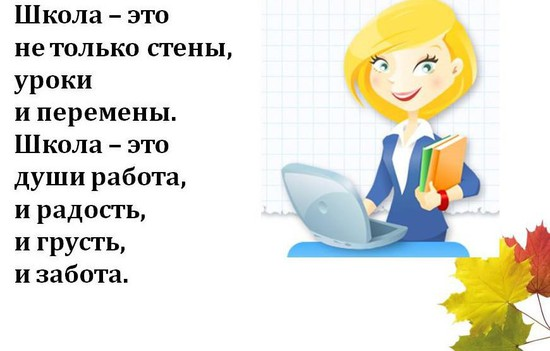 Школа – это
не только стены,
уроки
и перемены.
Школа – это
души работа,
и радость,
и грусть,
и забота.